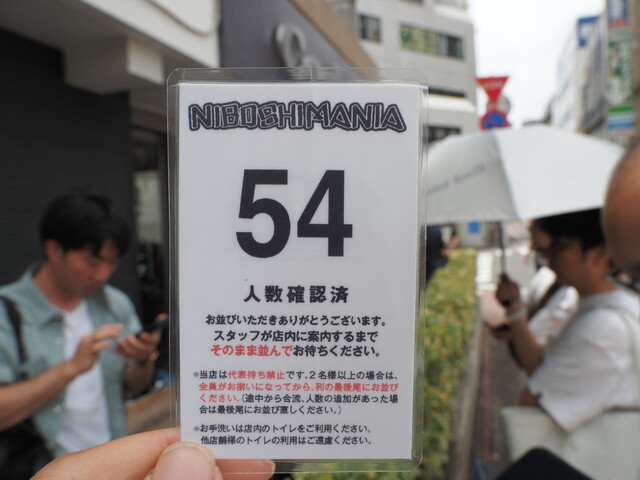 NIBOSHIMANIA
54
人数確認済
お並びいただきありがとうございます。
スタッフが店内に案内するまで
そのまま並んでお待ちください。
※当店は代表待ち禁止です。2名様以上の場合は、
全員がお揃いになってから、列の最後尾にお並び
ください。(途中から合流、人数の追加があった場
合は最後尾にお並び直しください。)
※お手洗いは店内のトイレをご利用ください。
他店舗様のトイレの利用はご遠慮ください。